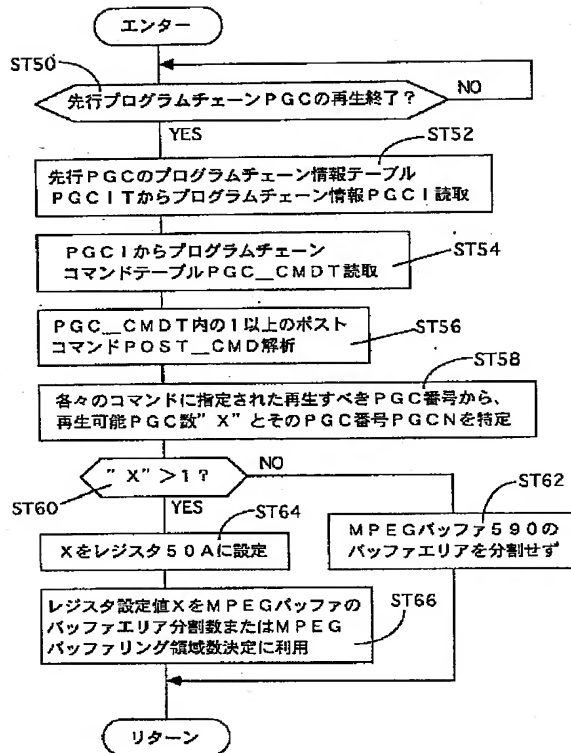 エンター
ST50
先行プログラムチェーンPGCの再生終了？
NO
YES
ST52
先行PGCのプログラムチェーン情報テーブル
PGCITからプログラムチェーン情報PGCI読取
PGCIからプログラムチェーン
コマンドテーブルPGC＿CMDT読取
ST54
PGC＿CMDT内の1以上のポスト
コマンドPOST＿CMD解析
ST56
ST58
各々のコマンドに指定された再生すべきPGC番号から、
再生可能PGC数"X"とそのPGC番号PGCNを特定
"X">1？
NO
ST60
YES
ST62
ST64
MPEGバッファ590の
バッファエリアを分割せず
Xをレジスタ50Aに設定
レジスタ設定値XをMPEGバッファの
バッファエリア分割数またはMPEG
バッファリング領域数決定に利用
ST66
リターン